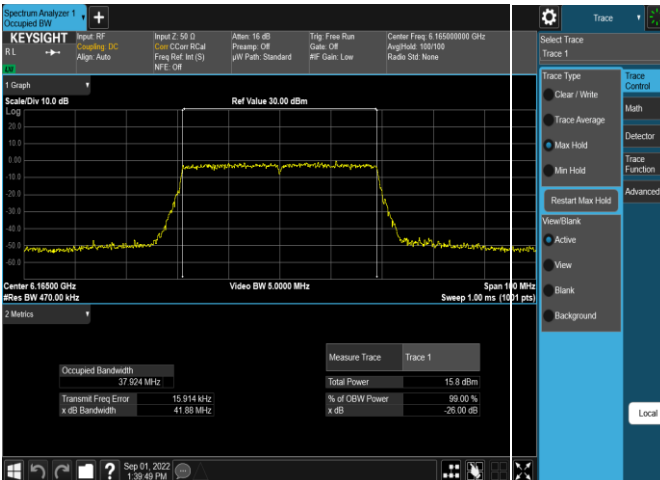 Spectrum Analyzer 1
Occupied BW
+
KEYSIGHT
Input: RF
Coupling: DC
Align: Auto
Input Z: 50 Ω
Corr CCorr RCal
Freq Ref: Int (S)
NFE: Off
Atten: 16 dB
Preamp: Off
µW Path: Standard
Trig: Free Run
Gate: Off
#IF Gain: Low
Center Freq: 6.165000000 GHz
Avg|Hold: 100/100
Radio Std: None
R L
1 Graph
Scale/Div 10.0 dB
Ref Value 30.00 dBm
Log
20.0
10.0
0.00
-10.0
-20.0
-30.0
-40.0
-50.0
-60.0
Center 6.16500 GHz
Video BW 5.0000 MHz
Span 100 MHz
#Res BW 470.00 kHz
Sweep 1.00 ms (1001 pts)
2 Metrics
Occupied Bandwidth
37.924 MHz
Transmit Freq Error 15.914 kHz
x dB Bandwidth 41.88 MHz
Measure Trace Trace 1
Total Power 15.8 dBm
% of OBW Power 99.00 %
x dB -26.00 dB
Sep 01, 2022
1:39:49 PM
Trace
Select Trace
Trace 1
Trace Type
Clear / Write
Trace Average
Max Hold
Min Hold
Restart Max Hold
View/Blank
Active
View
Blank
Background
Trace
Control
Math
Detector
Trace
Function
Advanced
Local